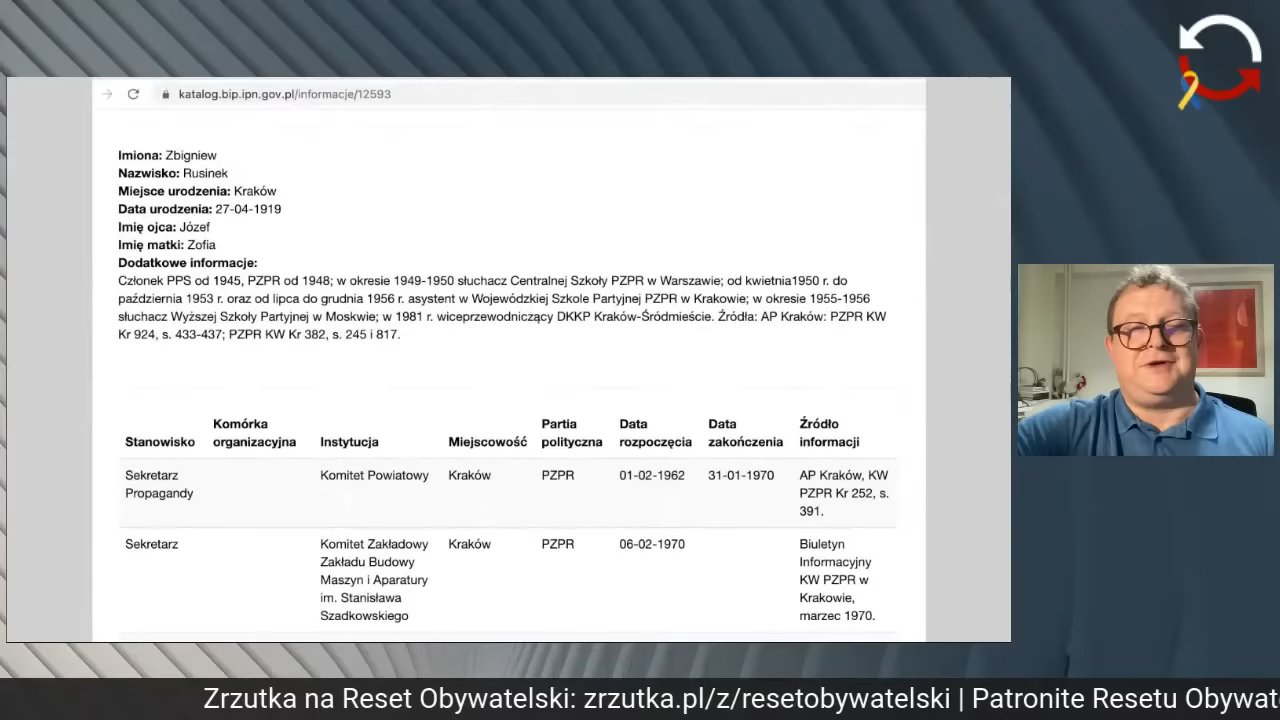 katalog.bip.ipn.gov.pl/informacje/12593
Imiona: Zbigniew
Nazwisko: Rusinek
Miejsce urodzenia: Kraków
Data urodzenia: 27-04-1919
Imię ojca: Józef
Imię matki: Zofia
Dodatkowe informacje:
Członek PPS od 1945, PZPR od 1948; w okresie 1949-1950 słuchacz Centralnej Szkoły PZPR w Warszawie; od kwietnia1950 r. do
października 1953 r. oraz od lipca do grudnia 1956 r. asystent w Wojewódzkiej Szkole Partyjnej PZPR w Krakowie; w okresie 1955-1956
słuchacz Wyższej Szkoły Partyjnej w Moskwie; w 1981 r. wiceprzewodniczący DKKP Kraków-Śródmieście. Źródła: AP Kraków: PZPR KW
Kr 924, s. 433-437; PZPR KW Kr 382, s. 245 i 817.
Komórka Partia Data Data Źródło
Stanowisko organizacyjna Instytucja Miejscowość polityczna rozpoczęcia zakończenia informacji
Sekretarz Komitet Powiatowy Kraków PZPR 01-02-1962 31-01-1970 AP Kraków, KW
Propagandy PZPR Kr 252, s.
391.
Sekretarz Komitet Zakładowy Kraków PZPR 06-02-1970 Biuletyn
Zakładu Budowy Informacyjny
Maszyn i Aparatury KW PZPR w
im. Stanisława Krakowie,
Szadkowskiego marzec 1970.
Zrzutka na Reset Obywatelski: zrzutka.pl/z/resetobywatelski | Patronite Resetu Obywat